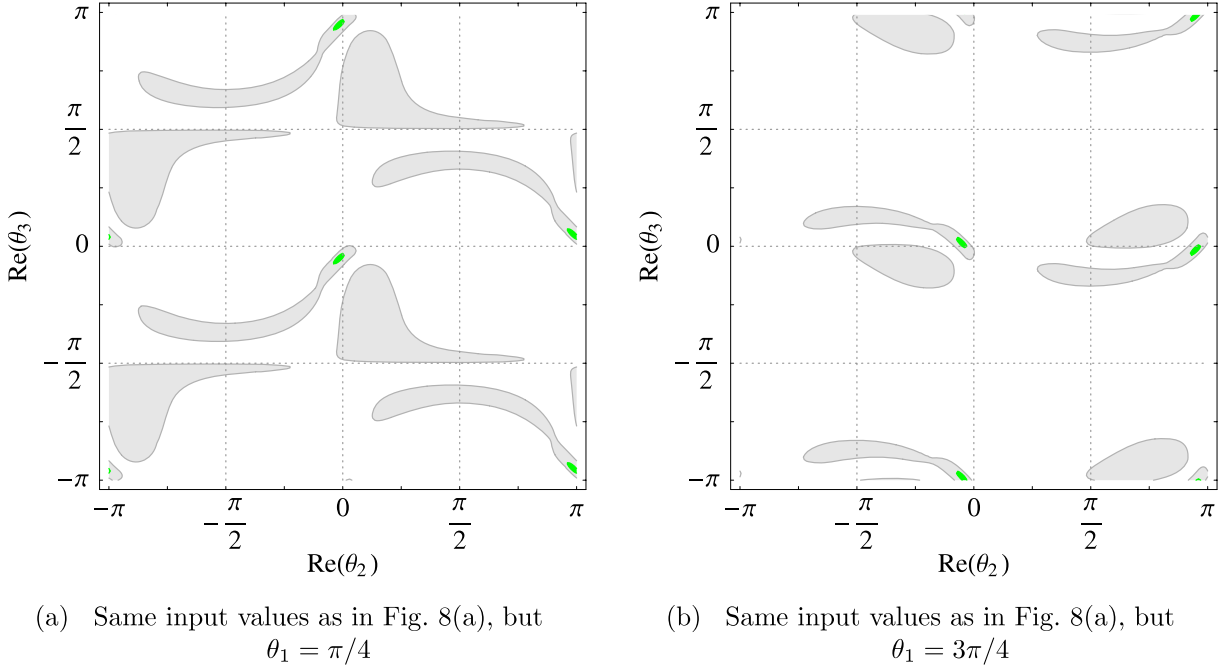 π
π/2
0
−π/2
−π
Re(θ₃)
−π
−π/2
0
π/2
π
Re(θ₂)
(a) Same input values as in Fig. 8(a), but
θ₁ = π/4
π
π/2
0
−π/2
−π
Re(θ₃)
−π
−π/2
0
π/2
π
Re(θ₂)
(b) Same input values as in Fig. 8(a), but
θ₁ = 3π/4